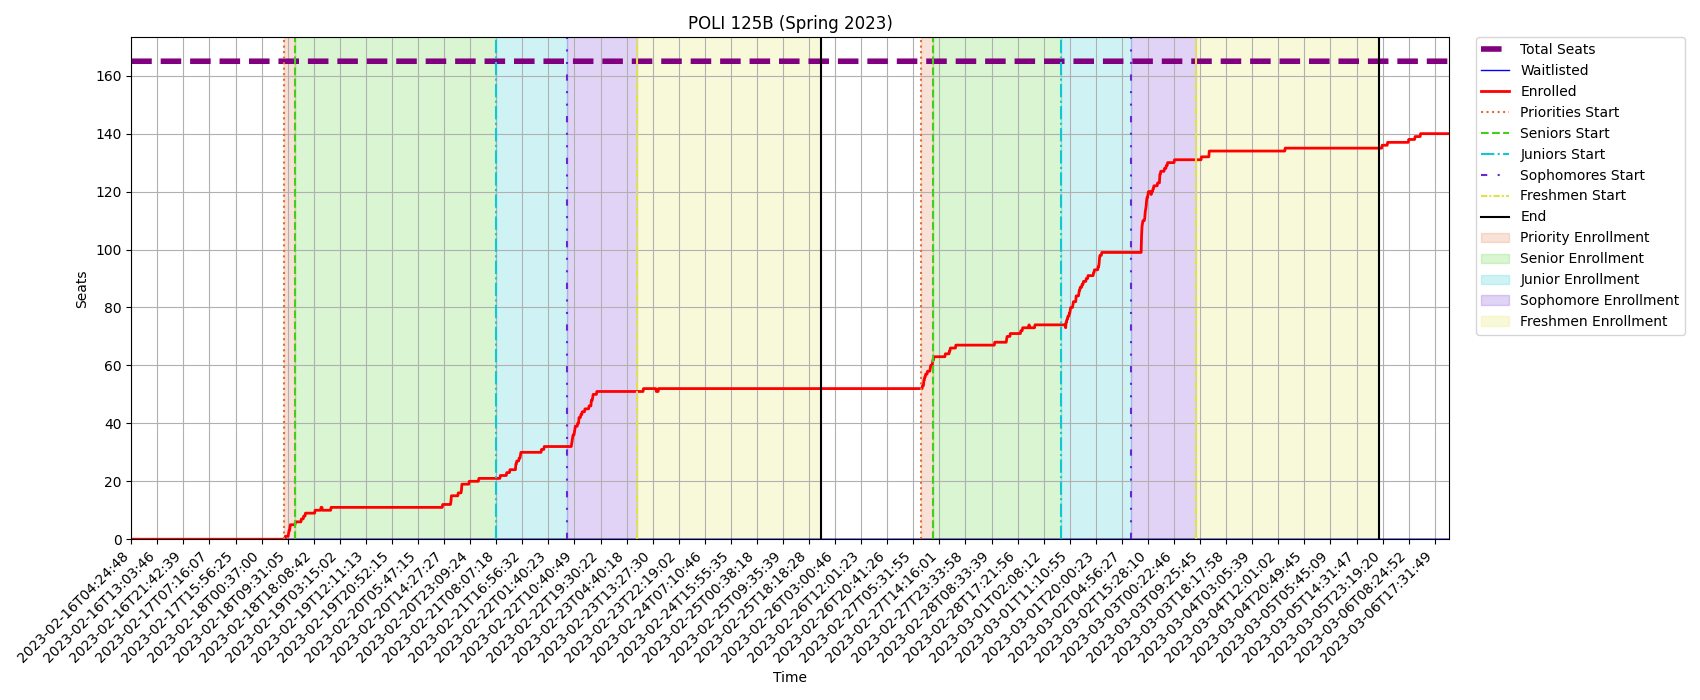 POLI 125B (Spring 2023)
Seats
160
140
120
100
80
60
40
20
0
2023-02-16T04:24:48
2023-02-16T13:03:46
2023-02-16T21:42:39
2023-02-17T07:16:07
2023-02-17T15:56:25
2023-02-18T00:37:00
2023-02-18T09:31:05
2023-02-18T18:08:42
2023-02-19T03:15:02
2023-02-19T12:11:13
2023-02-19T20:52:15
2023-02-20T05:47:15
2023-02-20T14:27:27
2023-02-20T23:09:24
2023-02-21T08:07:18
2023-02-21T16:56:32
2023-02-22T01:40:23
2023-02-22T10:40:49
2023-02-22T19:30:22
2023-02-23T04:40:18
2023-02-23T13:27:30
2023-02-23T22:19:02
2023-02-24T07:10:46
2023-02-24T15:55:35
2023-02-25T00:38:18
2023-02-25T09:35:39
2023-02-25T18:18:28
2023-02-26T03:00:46
2023-02-26T12:01:23
2023-02-26T20:41:26
2023-02-27T05:31:55
2023-02-27T14:16:01
2023-02-27T23:33:58
2023-02-28T08:33:39
2023-02-28T17:21:56
2023-03-01T02:08:12
2023-03-01T11:10:55
2023-03-01T20:00:23
2023-03-02T04:56:27
2023-03-02T15:28:10
2023-03-03T00:22:46
2023-03-03T09:25:45
2023-03-03T18:17:58
2023-03-04T03:05:39
2023-03-04T12:01:02
2023-03-04T20:49:45
2023-03-05T05:45:09
2023-03-05T14:31:47
2023-03-05T23:19:20
2023-03-06T08:24:52
2023-03-06T17:31:49
Time
Total Seats
Waitlisted
Enrolled
Priorities Start
Seniors Start
Juniors Start
Sophomores Start
Freshmen Start
End
Priority Enrollment
Senior Enrollment
Junior Enrollment
Sophomore Enrollment
Freshmen Enrollment